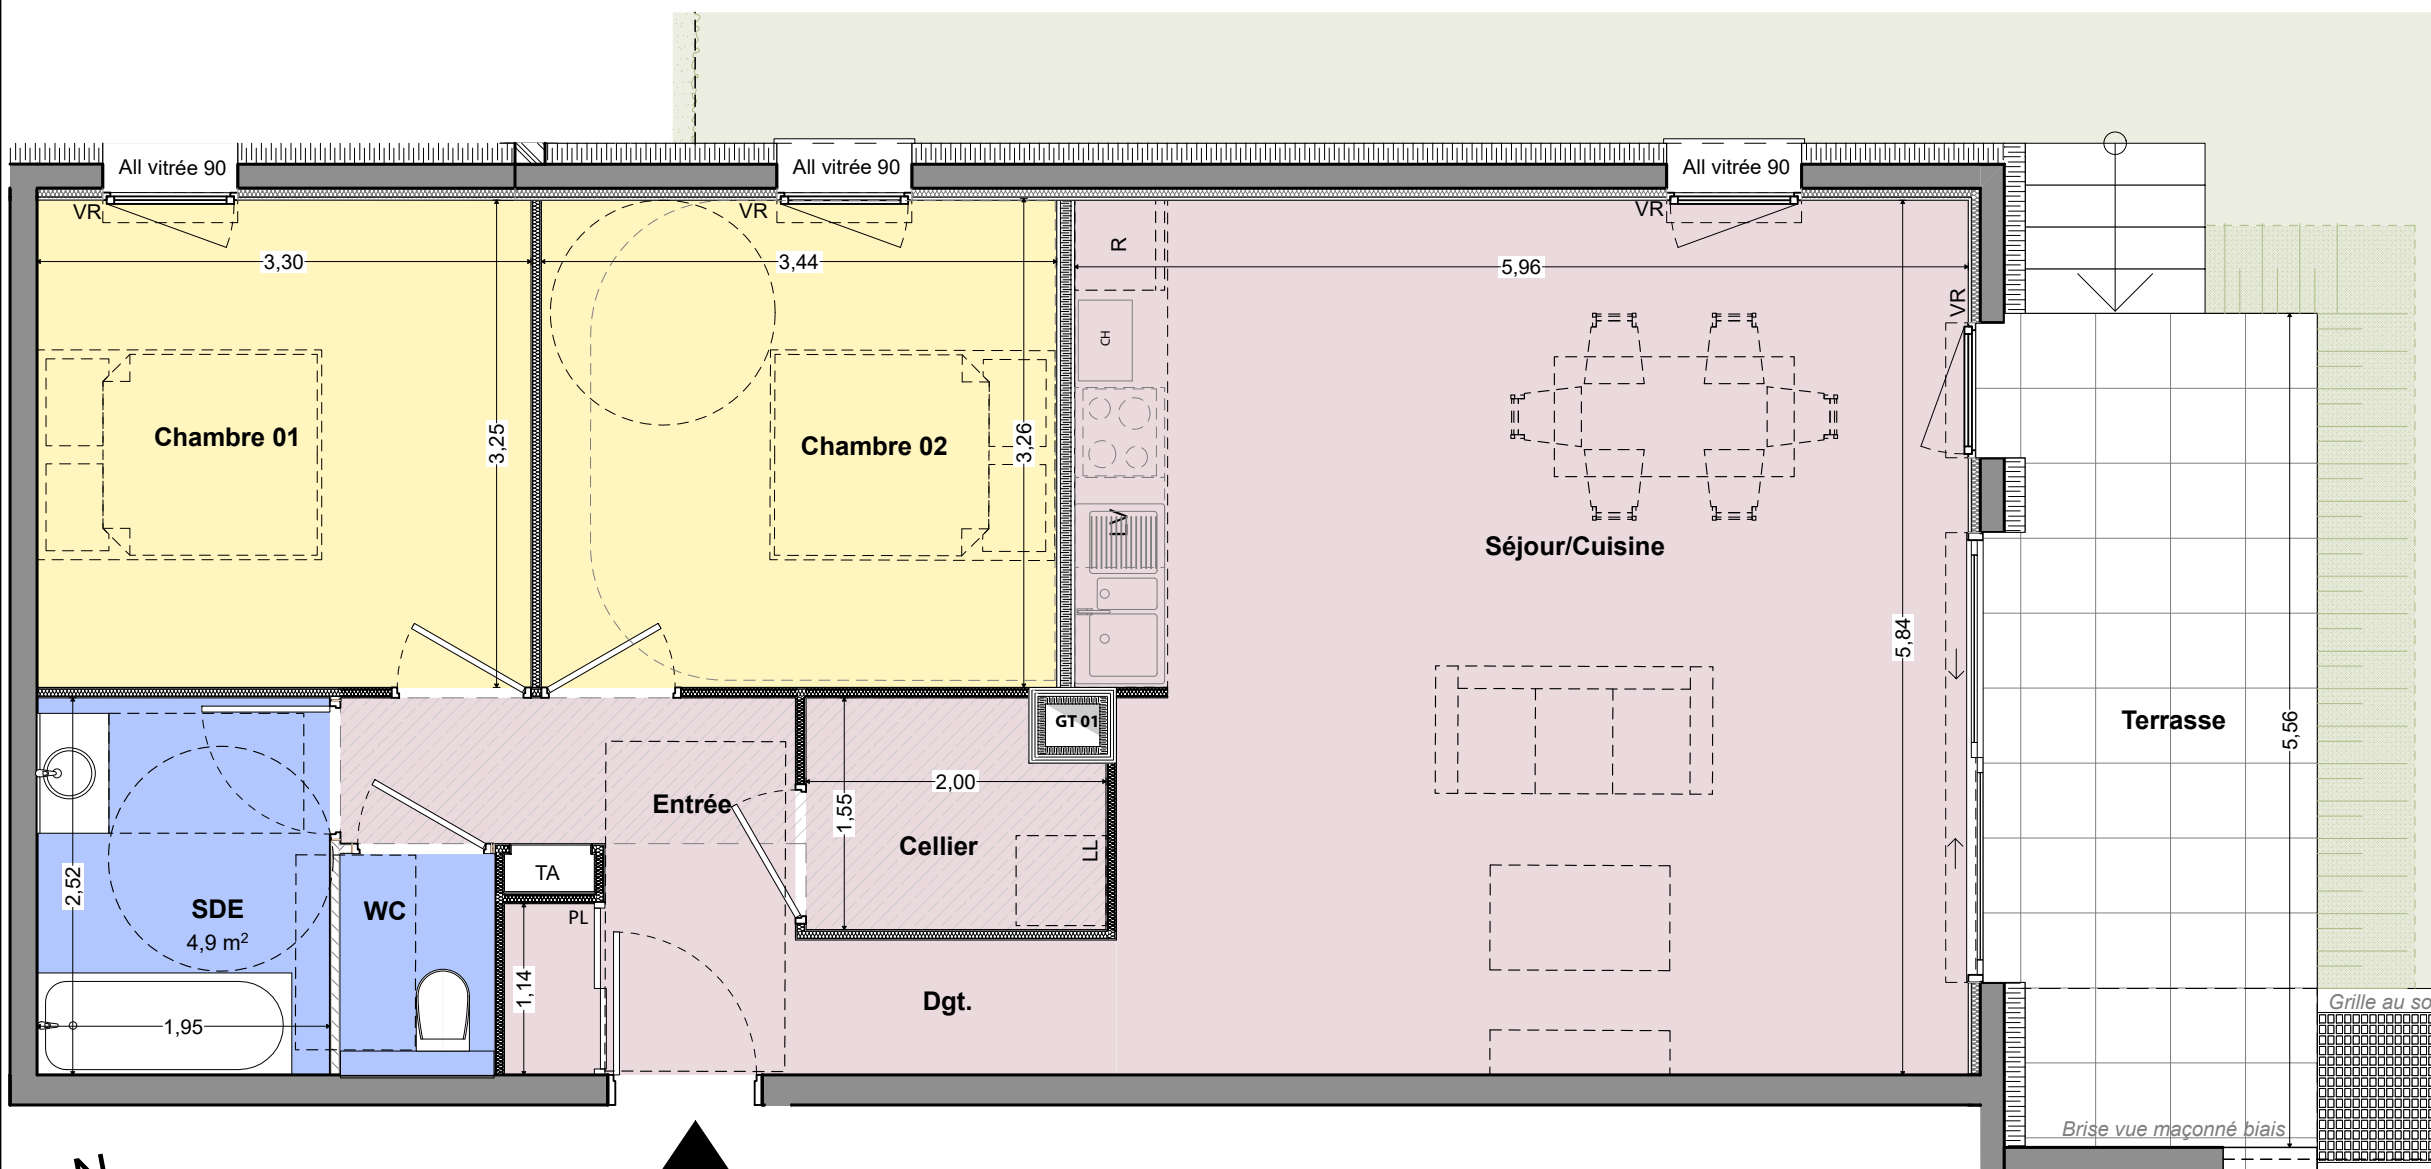 All vitrée 90
All vitrée 90
All vitrée 90
VR
VR
VR
R
3,30
3,44
5,96
VR
CH
Chambre 01
3,25
Chambre 02
3,26
LV
Séjour/Cuisine
5,84
GT 01
Terrasse
5,56
2,00
Entrée
1,55
Cellier
LL
TA
2,52
SDE
4,9 m²
WC
PL
1,14
Dgt.
1,95
Grille au so
Brise vue maçonné biais
N